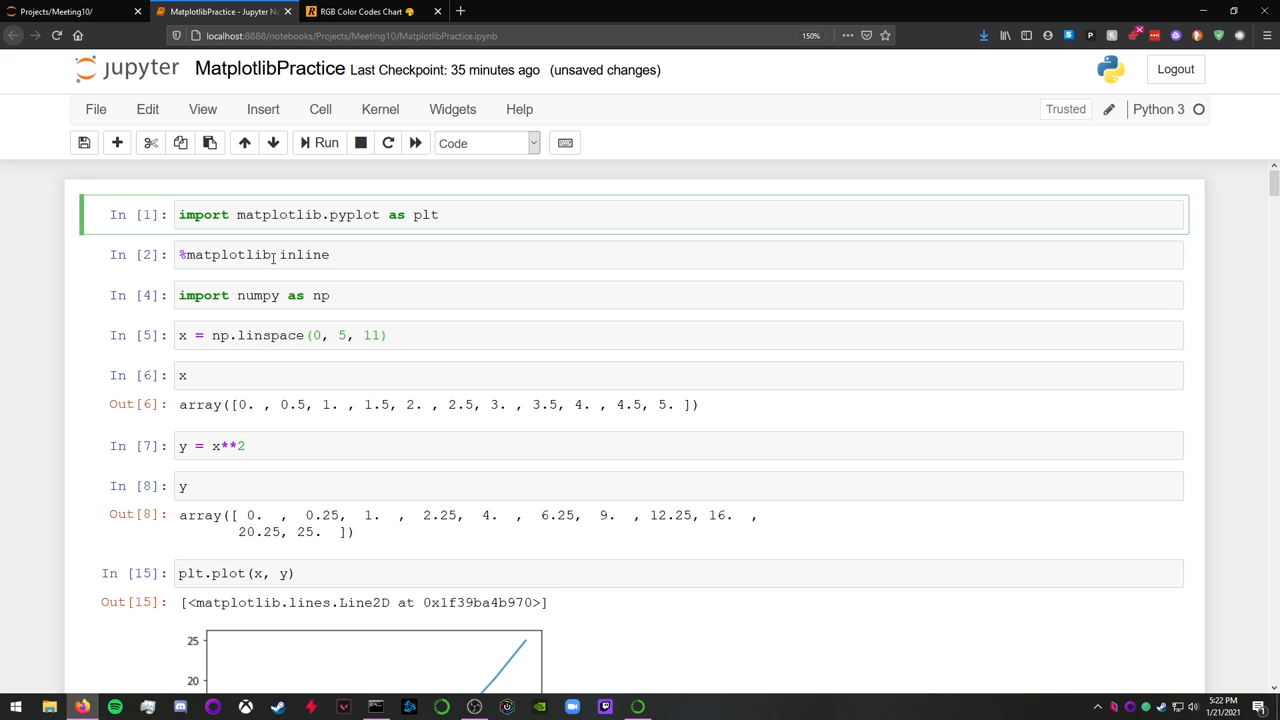 Projects/Meeting10/
MatplotlibPractice - Jupyter No
RGB Color Codes Chart
localhost:8888/notebooks/Projects/Meeting10/MatplotlibPractice.ipynb
150%
jupyter MatplotlibPractice Last Checkpoint: 35 minutes ago (unsaved changes)
Logout
File Edit View Insert Cell Kernel Widgets Help
Trusted
Python 3
Run
Code
In [1]: import matplotlib.pyplot as plt
In [2]: %matplotlib inline
In [4]: import numpy as np
In [5]: x = np.linspace(0, 5, 11)
In [6]: x
Out[6]: array([0. , 0.5, 1. , 1.5, 2. , 2.5, 3. , 3.5, 4. , 4.5, 5. ])
In [7]: y = x**2
In [8]: y
Out[8]: array([ 0. , 0.25, 1. , 2.25, 4. , 6.25, 9. , 12.25, 16. ,
20.25, 25. ])
In [15]: plt.plot(x, y)
Out[15]: [<matplotlib.lines.Line2D at 0x1f39ba4b970>]
25
20
5:22 PM
1/21/2021